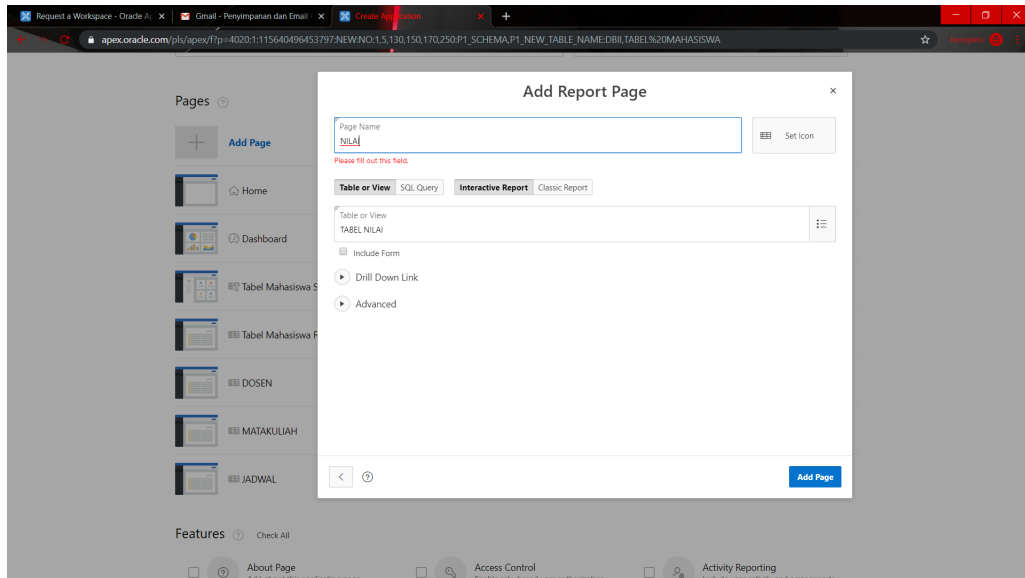 Request a Workspace - Oracle Ap
Gmail - Penyimpanan dan Email
Create Application
apex.oracle.com/pls/apex/f?p=4020:1:115640496453797:NEW:NO:1,5,130,150,170,250:P1_SCHEMA,P1_NEW_TABLE_NAME:DBII,TABEL%20MAHASISWA
Pages
Add Page
Home
Dashboard
Tabel Mahasiswa S
Tabel Mahasiswa R
DOSEN
MATAKULIAH
JADWAL
Add Report Page
Page Name
NILAI
Set Icon
Please fill out this field.
Table or View SQL Query Interactive Report Classic Report
Table or View
TABEL NILAI
Include Form
Drill Down Link
Advanced
Add Page
Features Check All
About Page
Access Control
Activity Reporting